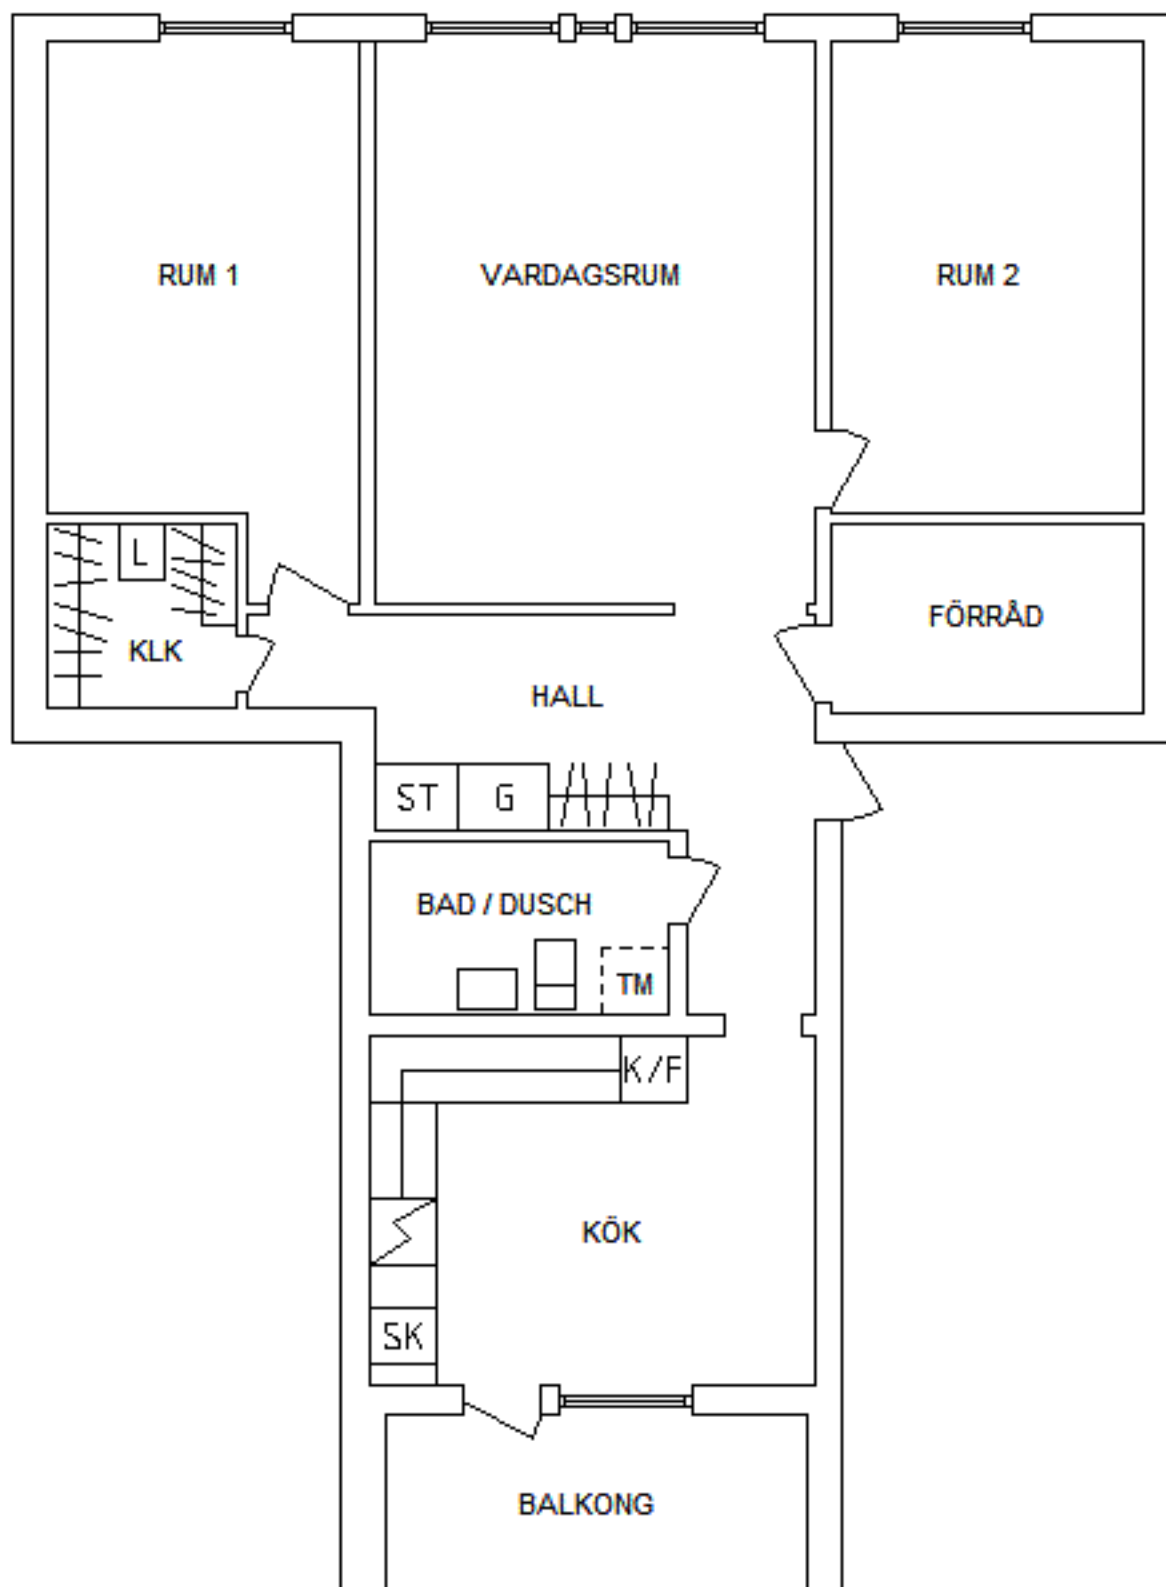 RUM 1
VARDAGSRUM
RUM 2
L
KLK
FÖRRÅD
HALL
ST
G
BAD / DUSCH
TM
K/F
KÖK
SK
BALKONG